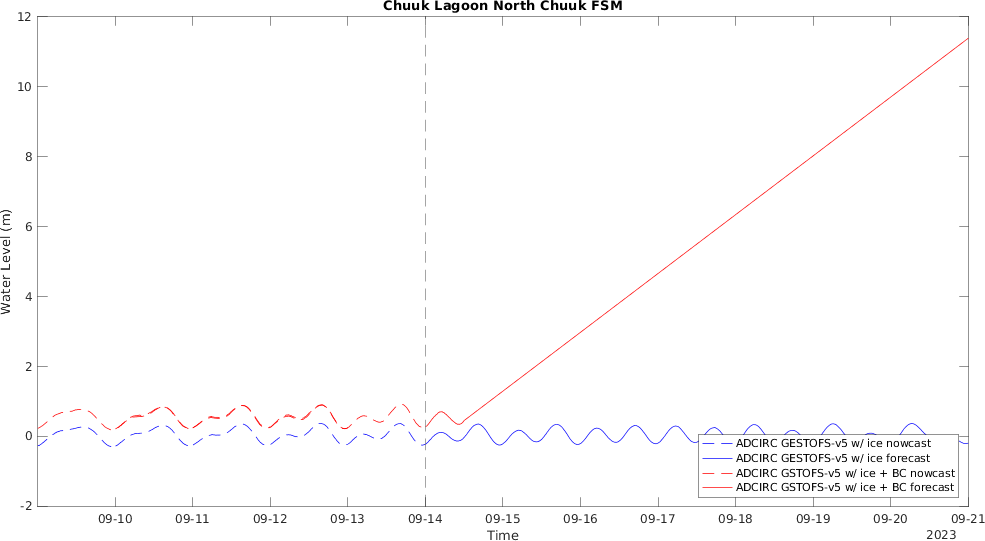 Chuuk Lagoon North Chuuk FSM
12
10
8
6
4
2
0
-2
Water Level (m)
09-10 09-11 09-12 09-13 09-14 09-15 09-16 09-17 09-18 09-19 09-20 09-21
Time
2023
ADCIRC GESTOFS-v5 w/ ice nowcast
ADCIRC GESTOFS-v5 w/ ice forecast
ADCIRC GSTOFS-v5 w/ ice + BC nowcast
ADCIRC GSTOFS-v5 w/ ice + BC forecast